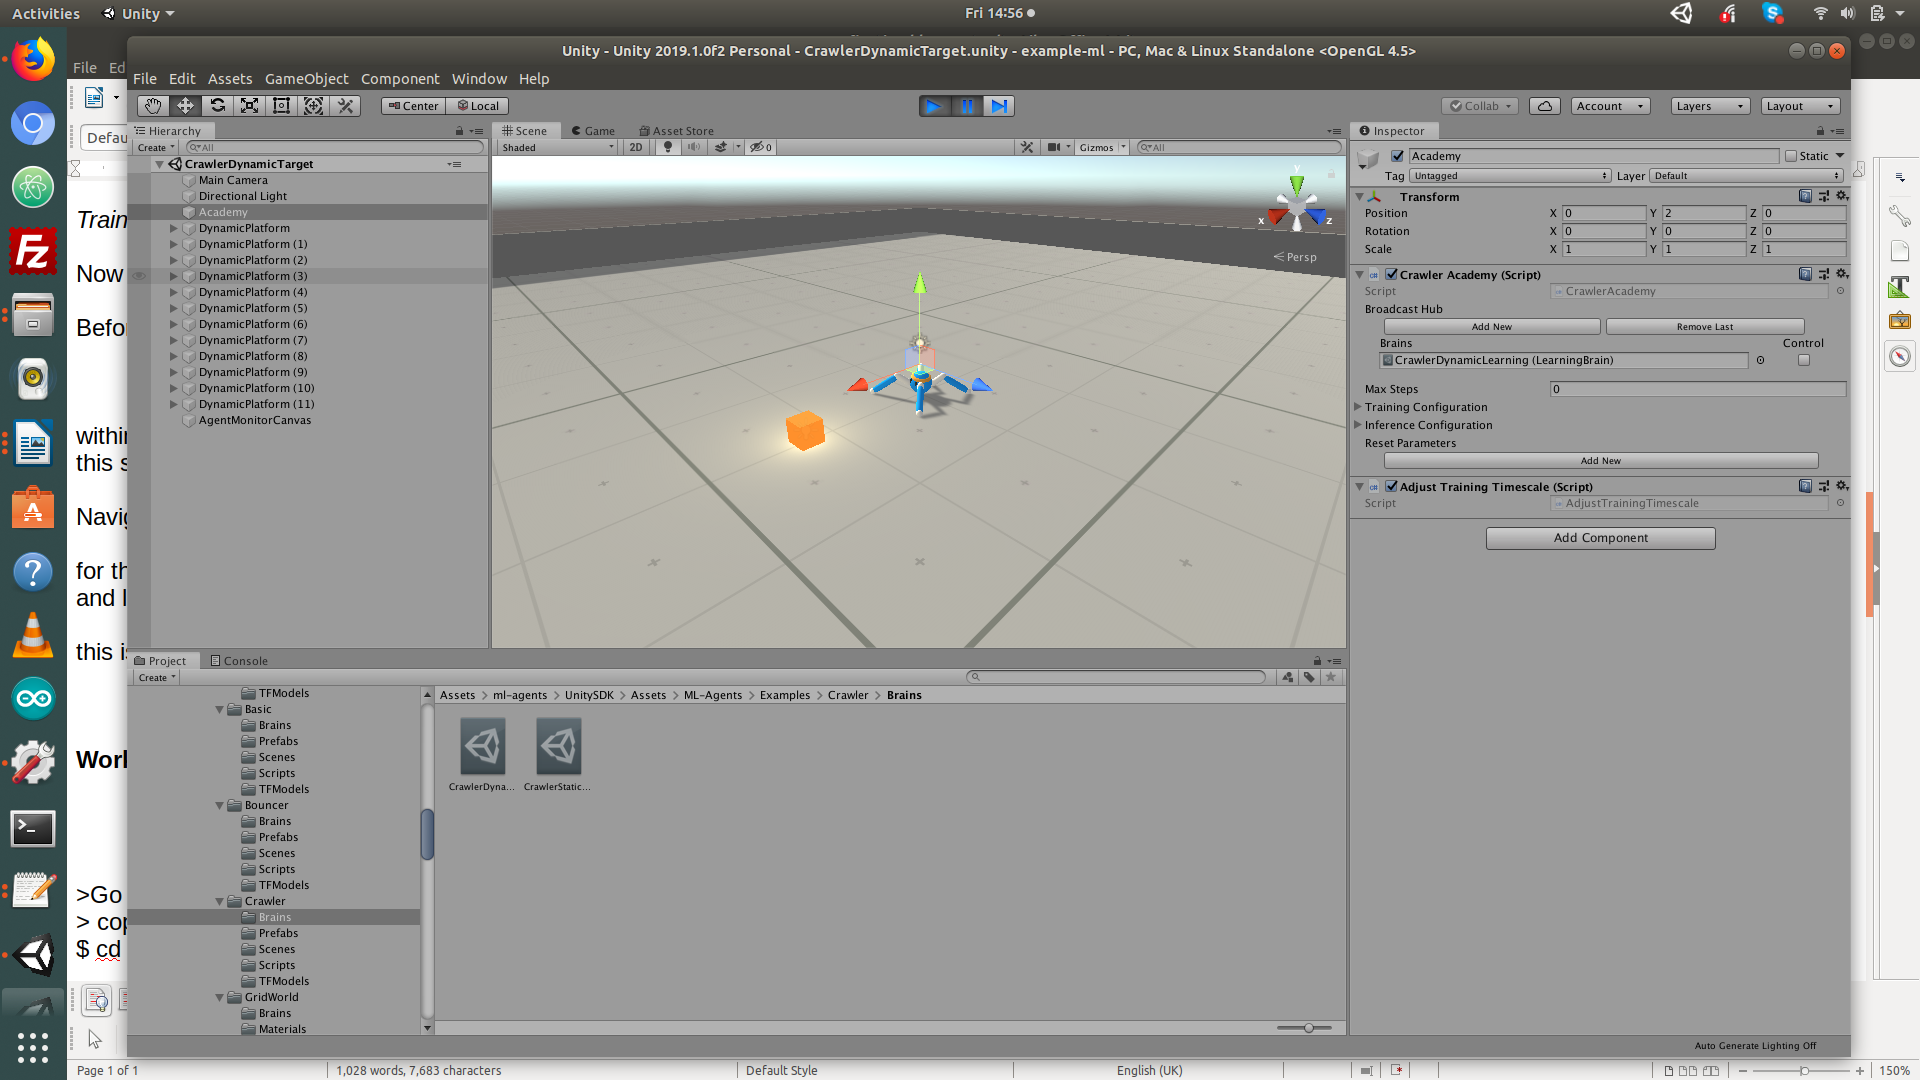 Activities
Unity
Fri 14:56
Unity - Unity 2019.1.0f2 Personal - CrawlerDynamicTarget.unity - example-ml - PC, Mac & Linux Standalone <OpenGL 4.5>
File Ed
File Edit Assets GameObject Component Window Help
Center Local
Collab Account Layers Layout
Defau
Hierarchy
Create All
CrawlerDynamicTarget
Main Camera
Directional Light
Academy
DynamicPlatform
DynamicPlatform (1)
DynamicPlatform (2)
DynamicPlatform (3)
DynamicPlatform (4)
DynamicPlatform (5)
DynamicPlatform (6)
DynamicPlatform (7)
DynamicPlatform (8)
DynamicPlatform (9)
DynamicPlatform (10)
DynamicPlatform (11)
AgentMonitorCanvas
Scene Game Asset Store
Shaded 2D 0 Gizmos All
y
x z
Persp
Inspector
Academy Static
Tag Untagged Layer Default
Transform
Position X 0 Y 2 Z 0
Rotation X 0 Y 0 Z 0
Scale X 1 Y 1 Z 1
Crawler Academy (Script)
Script CrawlerAcademy
Broadcast Hub
Add New Remove Last
Brains Control
CrawlerDynamicLearning (LearningBrain)
Max Steps 0
Training Configuration
Inference Configuration
Reset Parameters
Add New
Adjust Training Timescale (Script)
Script AdjustTrainingTimescale
Add Component
Project Console
Create
TFModels
Basic
Brains
Prefabs
Scenes
Scripts
TFModels
Bouncer
Brains
Prefabs
Scenes
Scripts
TFModels
Crawler
Brains
Prefabs
Scenes
Scripts
TFModels
GridWorld
Brains
Materials
Assets > ml-agents > UnitySDK > Assets > ML-Agents > Examples > Crawler > Brains
CrawlerDyna... CrawlerStatic...
Auto Generate Lighting Off
Train
Now
Befor
within
this s
Navig
for th
and l
this is
Work
>Go
> cop
$ cd
Page 1 of 1 1,028 words, 7,683 characters Default Style English (UK) 150%